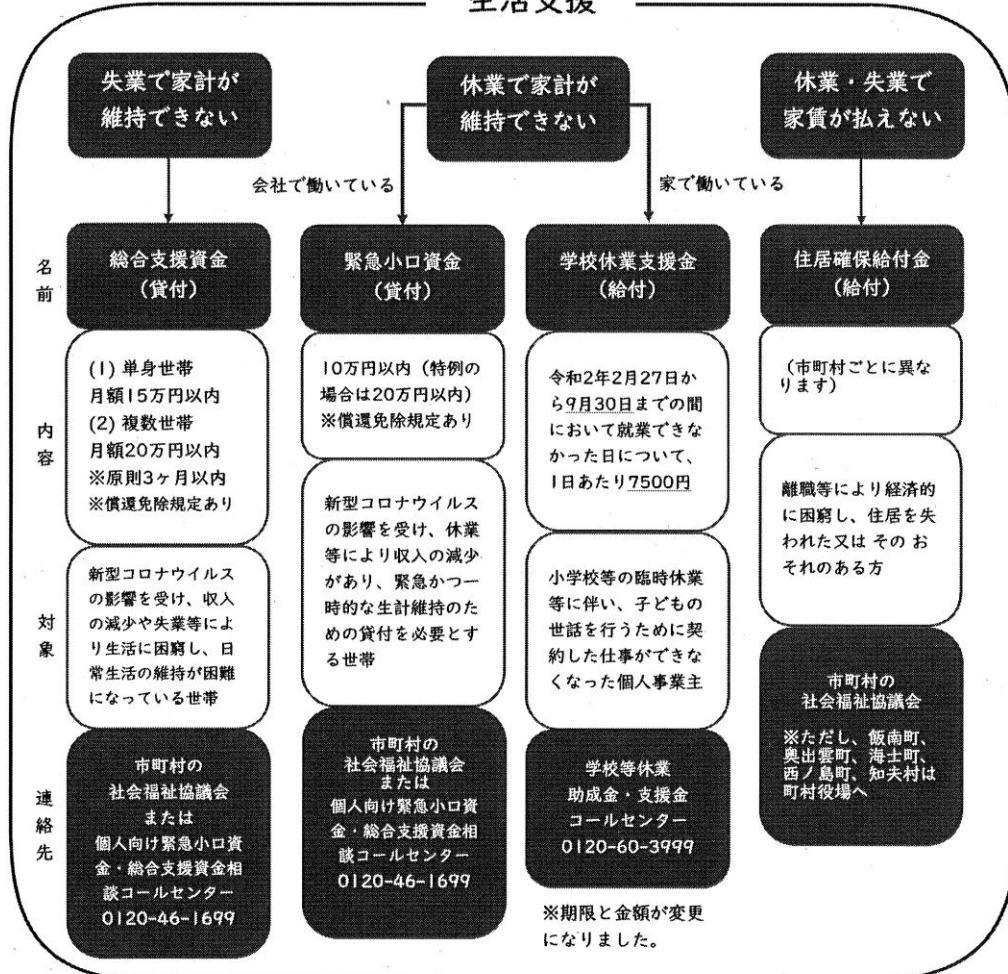 生活支援
失業で家計が
維持できない
休業で家計が
維持できない
休業・失業で
家賃が払えない
会社で働いている
家で働いている
名前
総合支援資金
(貸付)
緊急小口資金
(貸付)
学校休業支援金
(給付)
住居確保給付金
(給付)
内容
(1) 単身世帯
月額15万円以内
(2) 複数世帯
月額20万円以内
※原則3ヶ月以内
※償還免除規定あり
10万円以内（特例の
場合は20万円以内）
※償還免除規定あり
令和2年2月27日か
ら9月30日までの間
において就業できな
かった日について、
1日あたり7500円
（市町村ごとに異な
ります）
対象
新型コロナウイルス
の影響を受け、収入
の減少や失業等によ
り生活に困窮し、日
常生活の維持が困難
になっている世帯
新型コロナウイルス
の影響を受け、休業
等により収入の減少
があり、緊急かつ一
時的な生計維持のた
めの貸付を必要とす
る世帯
小学校等の臨時休業
等に伴い、子どもの
世話を行うために契
約した仕事ができな
くなった個人事業主
離職等により経済的
に困窮し、住居を失
われた又は その お
それのある方
連絡先
市町村の
社会福祉協議会
または
個人向け緊急小口資
金・総合支援資金相
談コールセンター
0120-46-1699
市町村の
社会福祉協議会
または
個人向け緊急小口資
金・総合支援資金相
談コールセンター
0120-46-1699
学校等休業
助成金・支援金
コールセンター
0120-60-3999
市町村の
社会福祉協議会
※ただし、飯南町、
奥出雲町、海士町、
西ノ島町、知夫村は
町村役場へ
※期限と金額が変更
になりました。